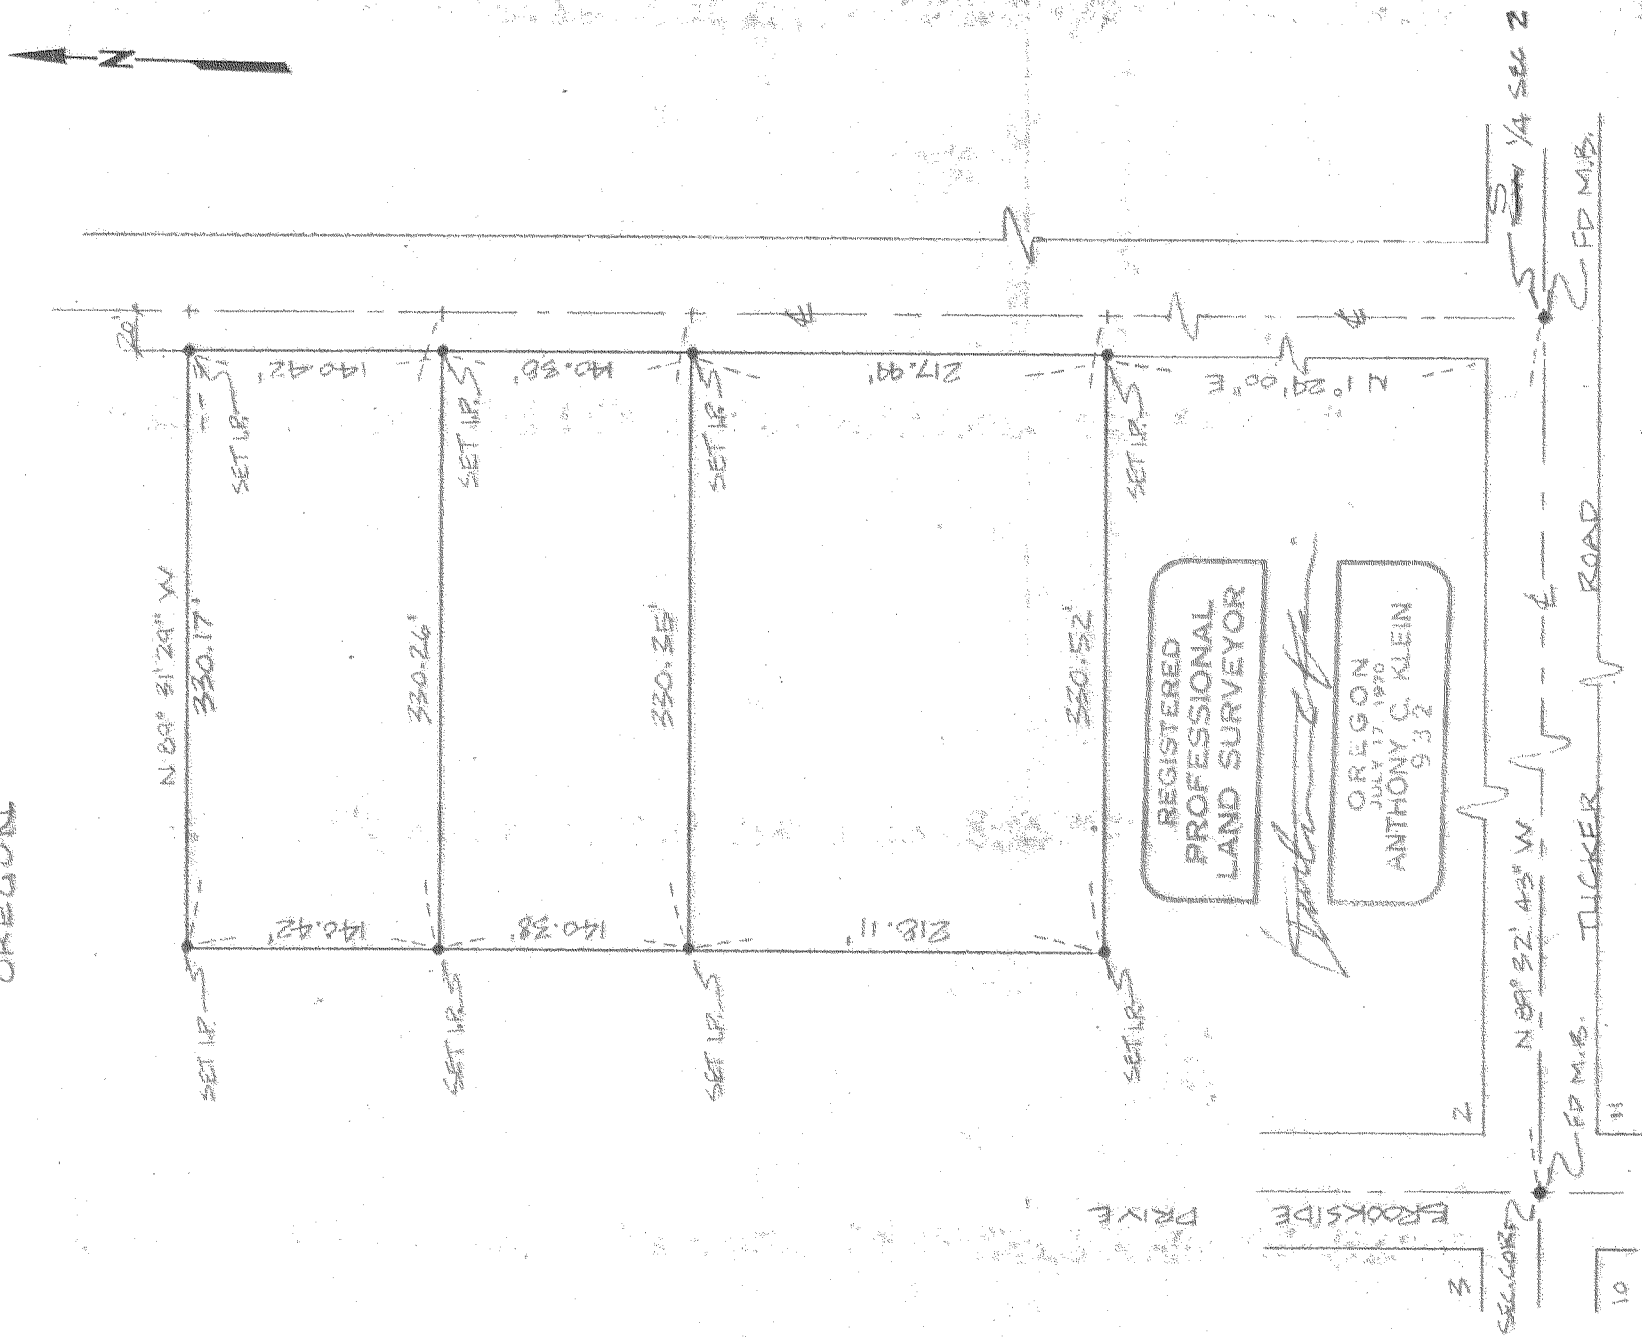 OREGON
N
20'
N 89° 31' 29" W
330.17'
SET I.P.
SET I.P.
140.42'
140.42'
330.26'
SET I.P.
SET I.P.
140.38'
140.38'
330.35'
SET I.P.
SET I.P.
218.11'
217.99'
330.52'
SET I.P.
SET I.P.
N 1° 29' 00" E
REGISTERED
PROFESSIONAL
LAND SURVEYOR
OREGON
JULY 17 1970
ANTHONY C. KLEIN
932
BROOKSIDE DRIVE
2
3
SEC. COR.
N 89° 32' 43" W
S 1/4 SEC 2
FD M.B.
FD M.B.
TUCKER ROAD
10
11